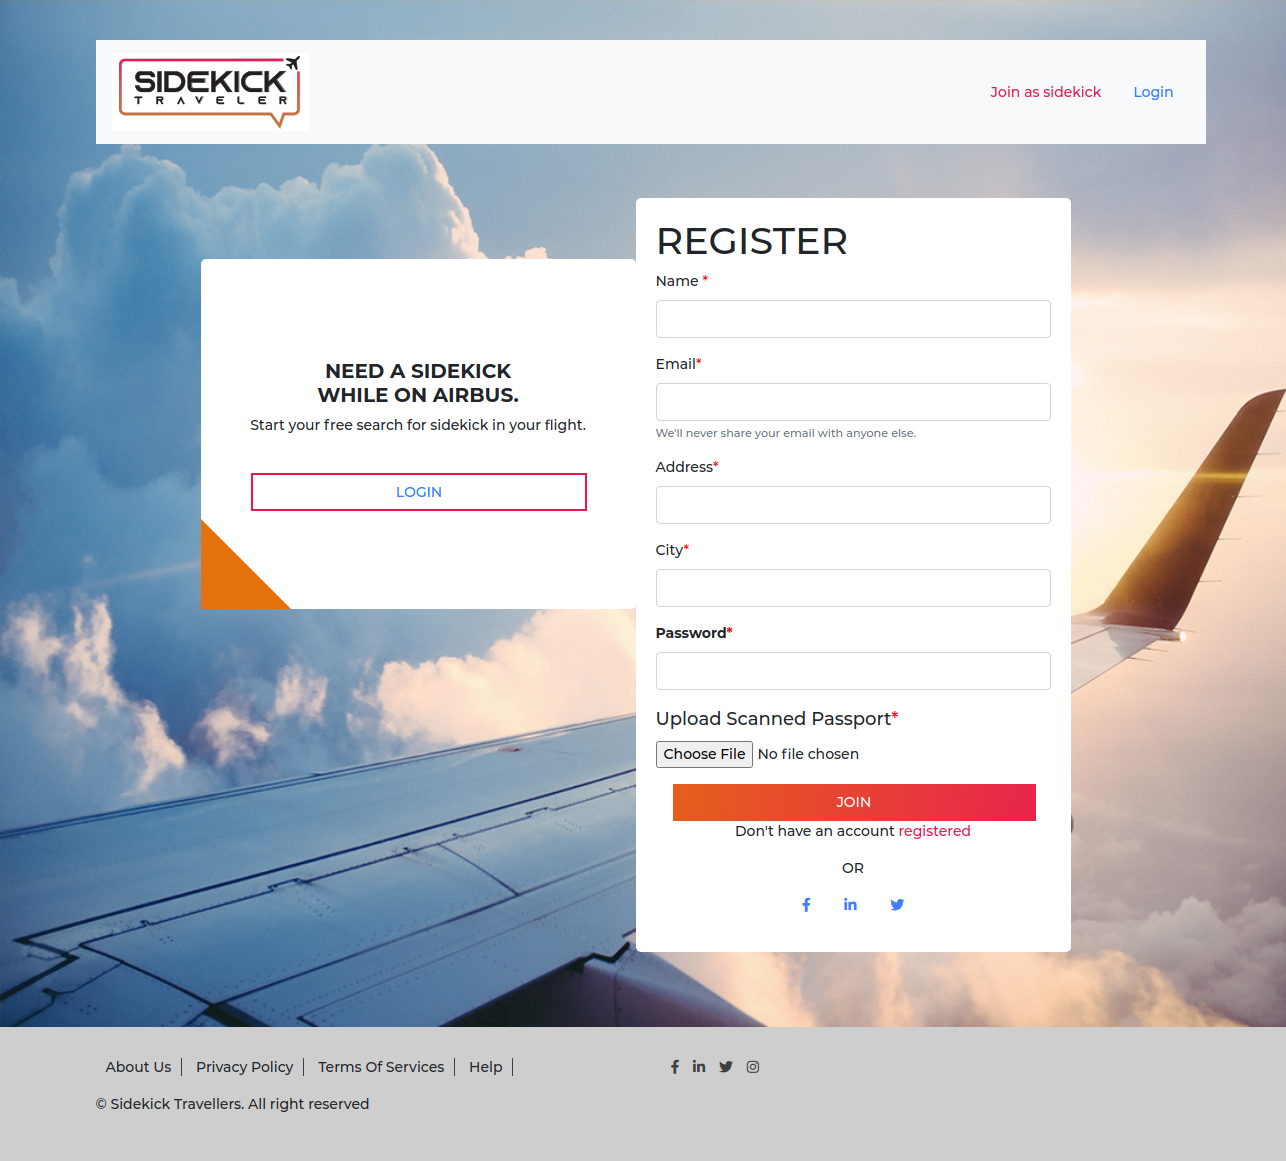 SIDEKICK
TRAVELER
Join as sidekick
Login
NEED A SIDEKICK
WHILE ON AIRBUS.
Start your free search for sidekick in your flight.
LOGIN
REGISTER
Name *
Email*
We'll never share your email with anyone else.
Address*
City*
Password*
Upload Scanned Passport*
Choose File No file chosen
JOIN
Don't have an account registered
OR
About Us
Privacy Policy
Terms Of Services
Help
© Sidekick Travellers. All right reserved